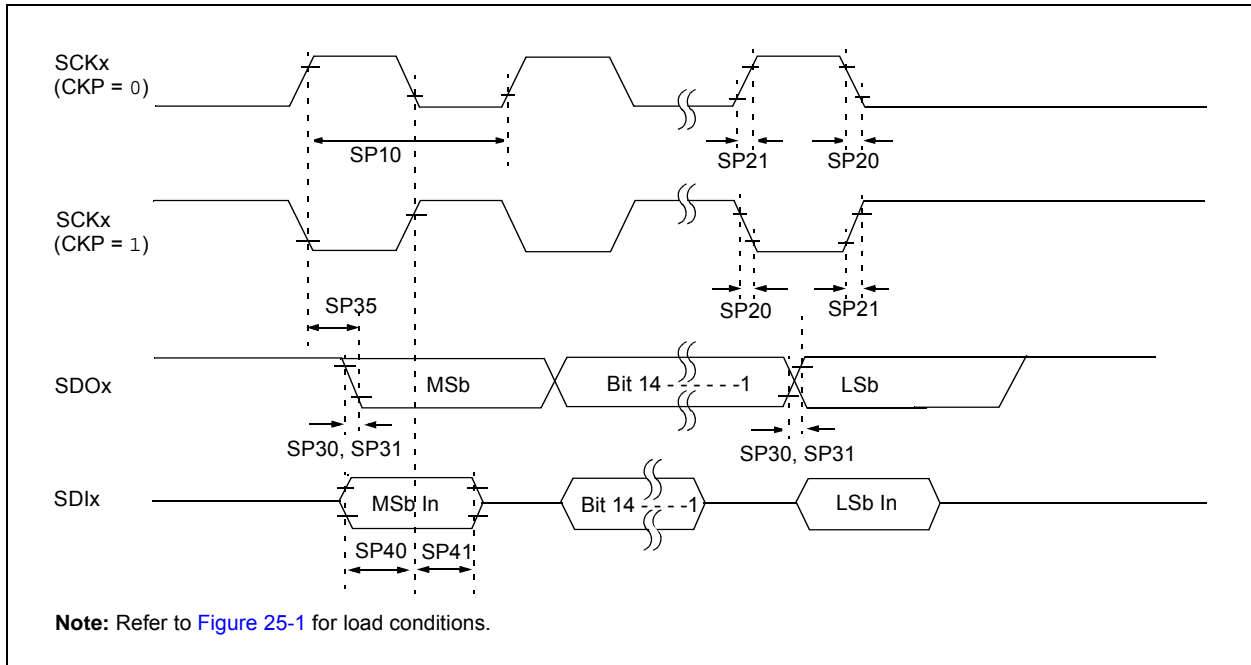 SCKx
(CKP = 0)
SP10
SP21
SP20
SCKx
(CKP = 1)
SP35
SP20
SP21
SDOx
MSb
Bit 14 - - - - - -1
LSb
SP30, SP31
SP30, SP31
SDIx
MSb In
Bit 14 - - - -1
LSb In
SP40
SP41
Note: Refer to Figure 25-1 for load conditions.